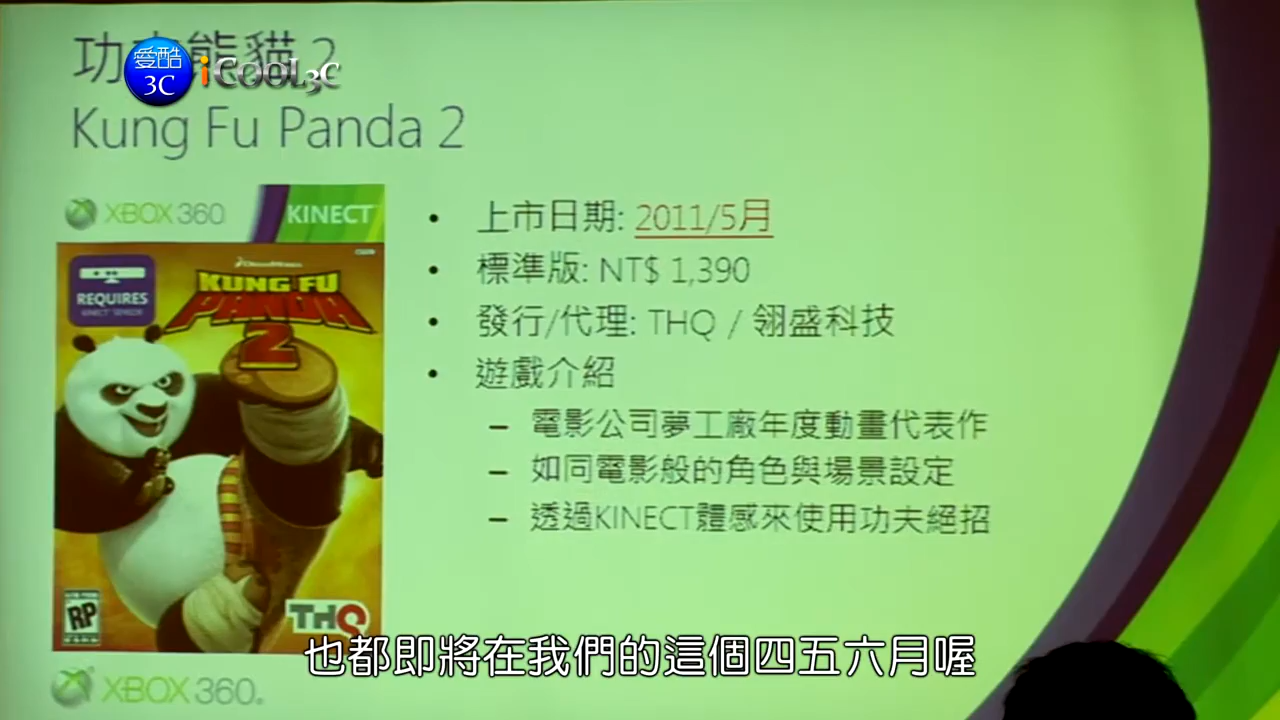 功夫熊貓 2
愛酷
3C
iCOOL3C
Kung Fu Panda 2
XBOX 360
KINECT
• 上市日期: 2011/5月
• 標準版: NT$ 1,390
• 發行/代理: THQ / 翎盛科技
• 遊戲介紹
– 電影公司夢工廠年度動畫代表作
– 如同電影般的角色與場景設定
– 透過KINECT體感來使用功夫絕招
DreamWorks
REQUIRES
KINECT SENSOR
KUNG FU
PANDA
2
RP
THQ
也都即將在我們的這個四五六月喔
XBOX 360